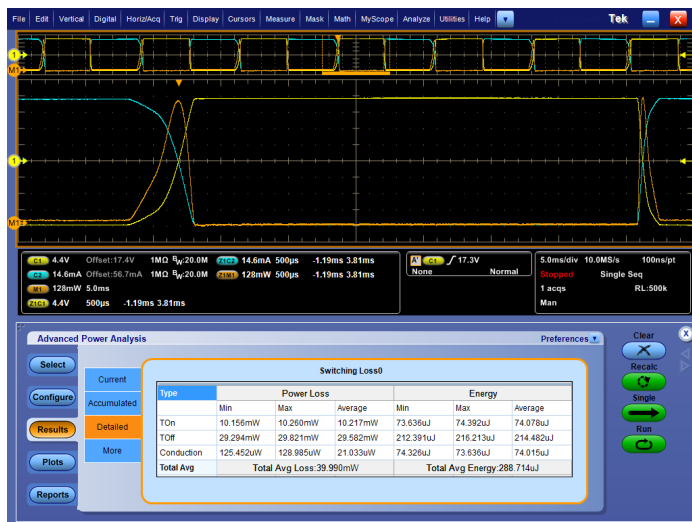 File Edit Vertical Digital Horiz/Acq Trig Display Cursors Measure Mask Math MyScope Analyze Utilities Help Tek X
1
M1
1
M1
C1 4.4V Offset:17.4V 1MΩ BW:20.0M
C2 14.6mA Offset:56.7mA 1MΩ BW:20.0M
M1 128mW 5.0ms
Z1C1 4.4V 500µs -1.19ms 3.81ms
Z1C2 14.6mA 500µs -1.19ms 3.81ms
Z1M1 128mW 500µs -1.19ms 3.81ms
A' C1 17.3V
None Normal
5.0ms/div 10.0MS/s 100ns/pt
Stopped Single Seq
1 acqs RL:500k
Man
Advanced Power Analysis Preferences
Clear X
Recalc
Single
Run
Select
Configure
Results
Plots
Reports
Current
Accumulated
Detailed
More
Switching Loss0
Type Power Loss Energy
Min Max Average Min Max Average
TOn 10.156mW 10.260mW 10.217mW 73.636uJ 74.392uJ 74.078uJ
TOff 29.294mW 29.821mW 29.582mW 212.391uJ 216.213uJ 214.482uJ
Conduction 125.452uW 128.985uW 21.033uW 74.326uJ 73.636uJ 74.015uJ
Total Avg Total Avg Loss:39.990mW Total Avg Energy:288.714uJ